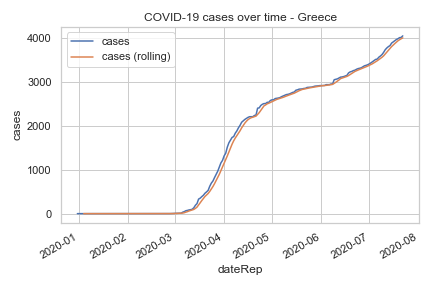 COVID-19 cases over time - Greece
cases
cases (rolling)
4000
3000
2000
1000
0
cases
2020-01
2020-02
2020-03
2020-04
2020-05
2020-06
2020-07
2020-08
dateRep